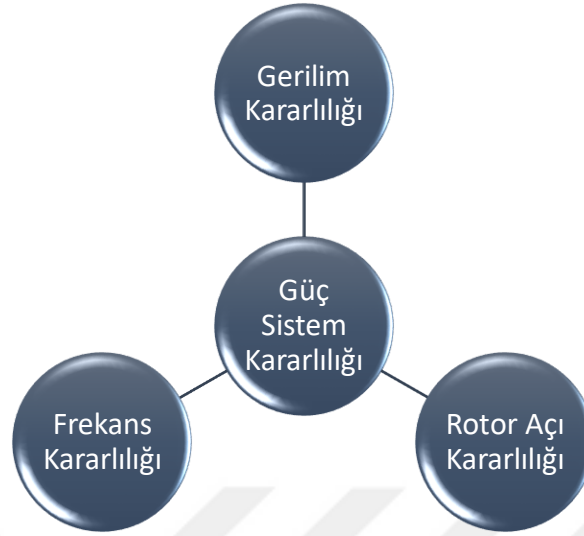 Gerilim
Kararlılığı
Güç
Sistem
Kararlılığı
Frekans
Kararlılığı
Rotor Açı
Kararlılığı